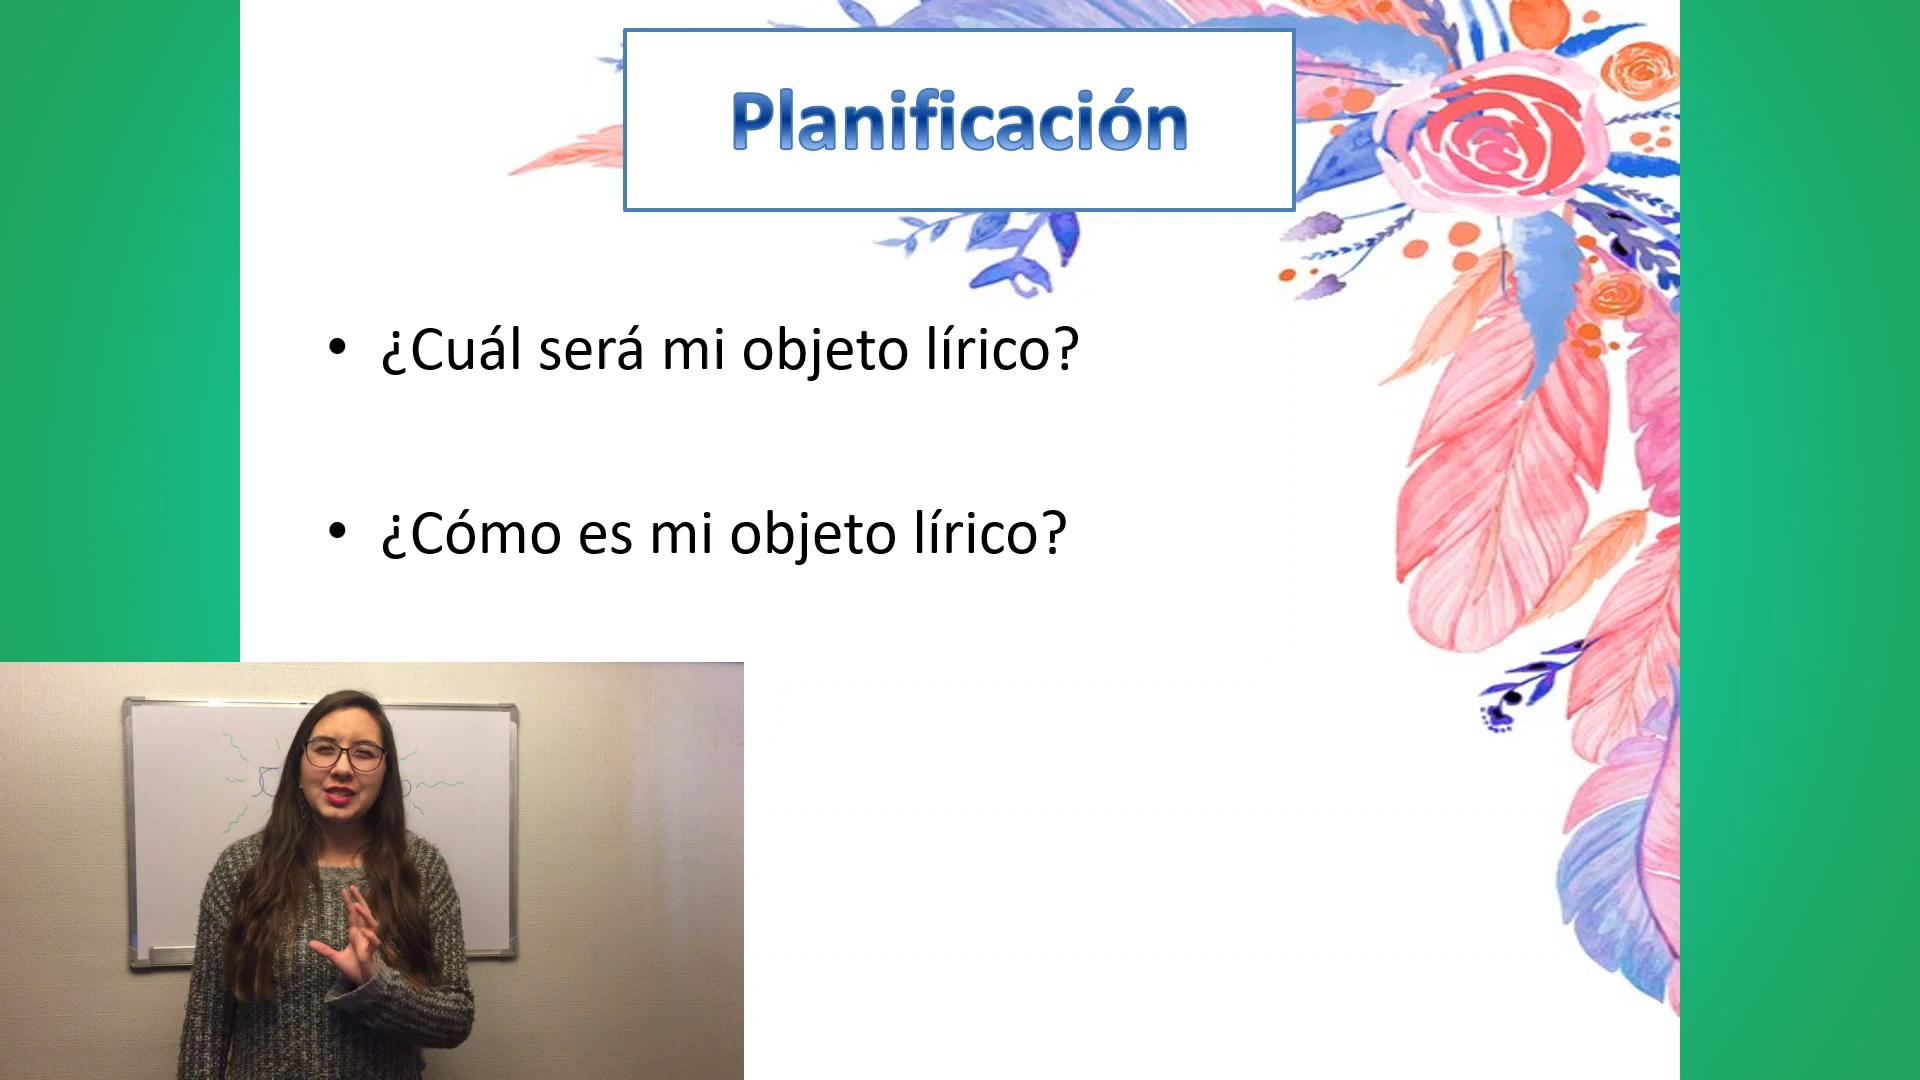 Planificación
• ¿Cuál será mi objeto lírico?
• ¿Cómo es mi objeto lírico?